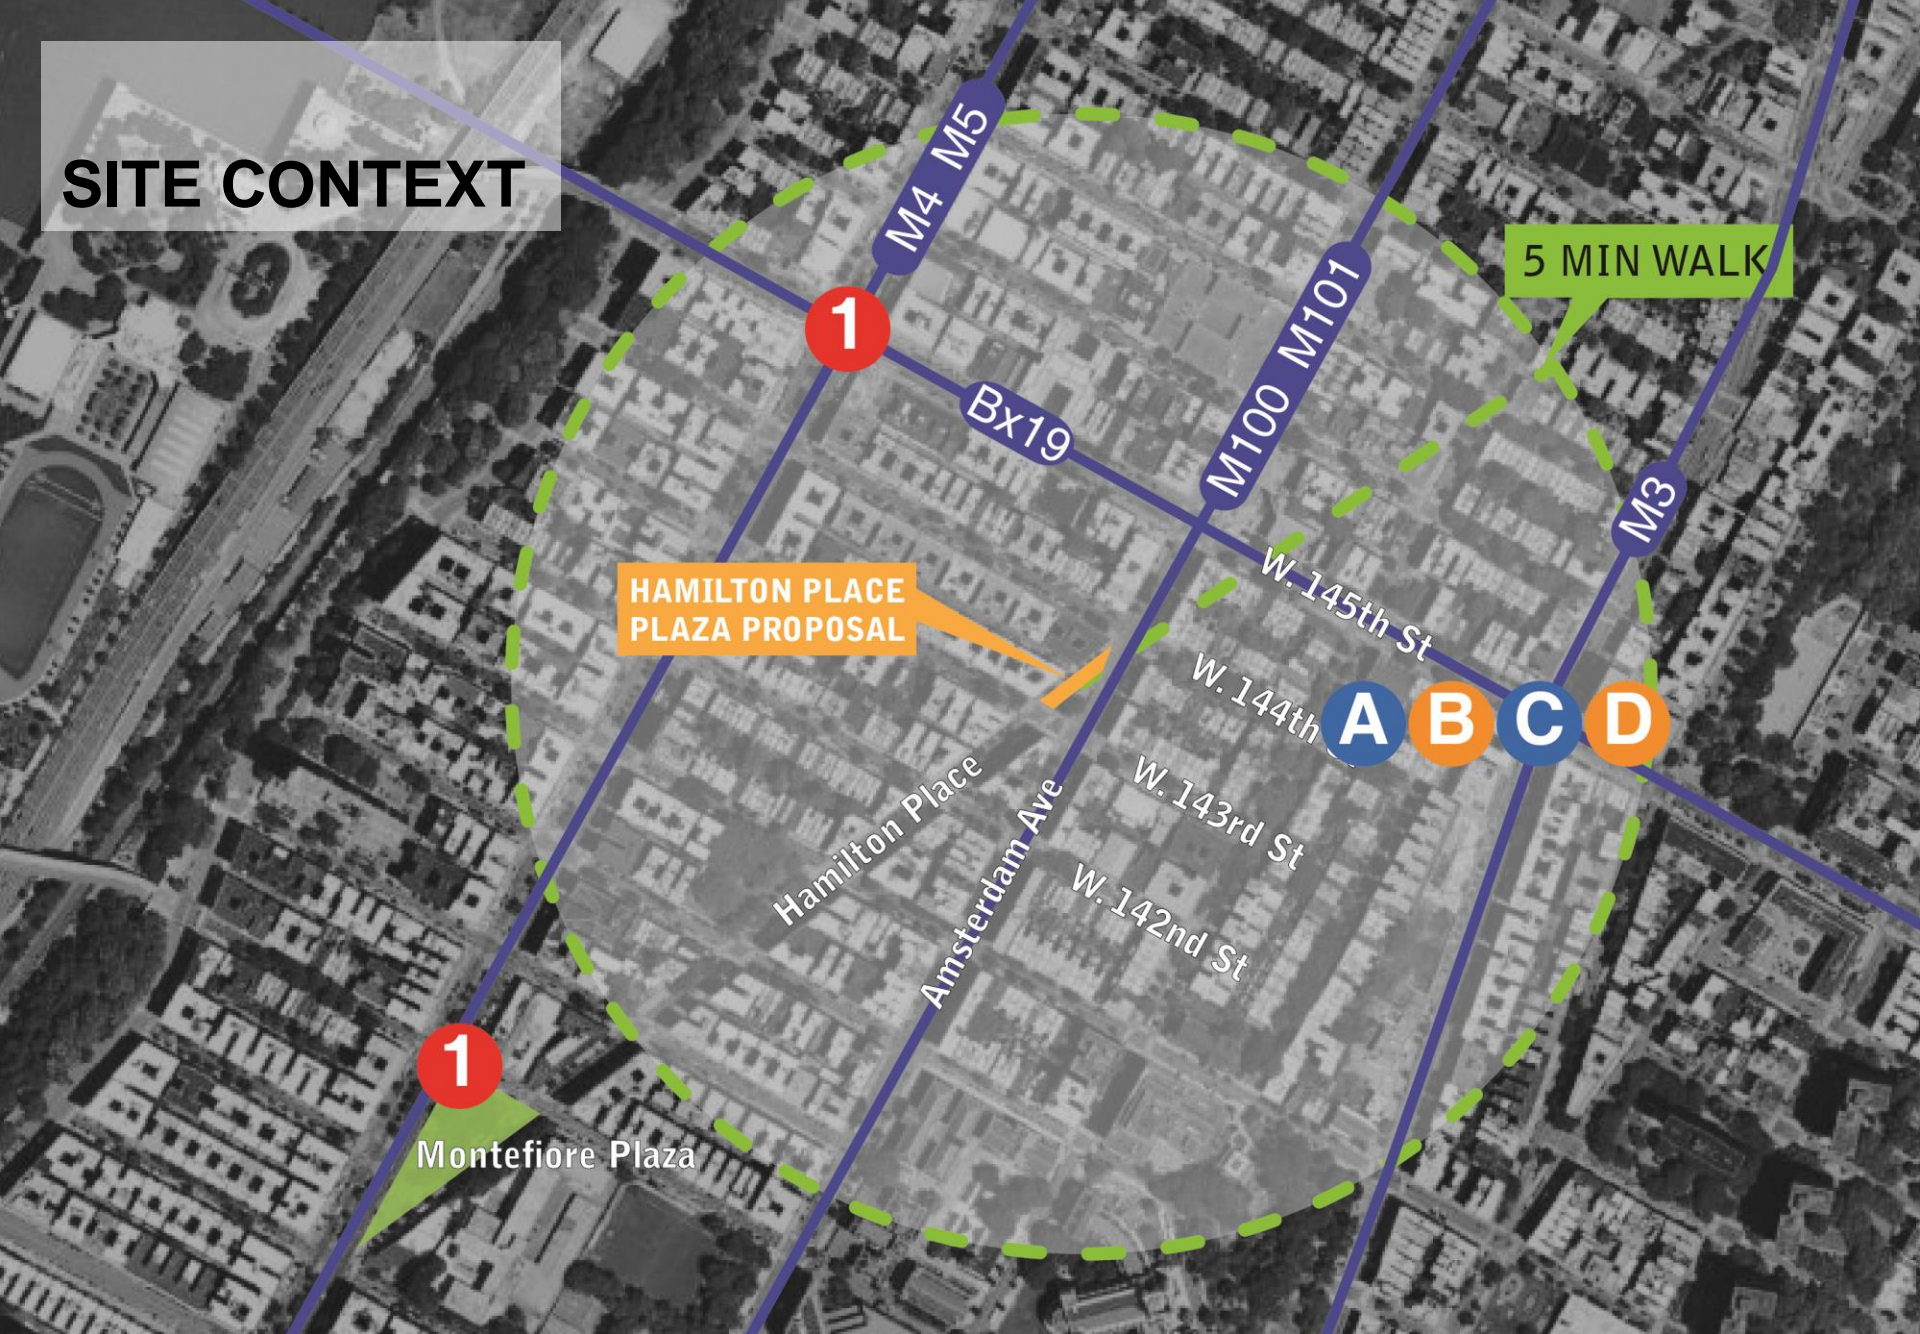 SITE CONTEXT
M4 M5
5 MIN WALK
M100 M101
1
Bx19
M3
HAMILTON PLACE
PLAZA PROPOSAL
W. 145th St
W. 144th
A B C D
Hamilton Place
W. 143rd St
Amsterdam Ave
W. 142nd St
1
Montefiore Plaza